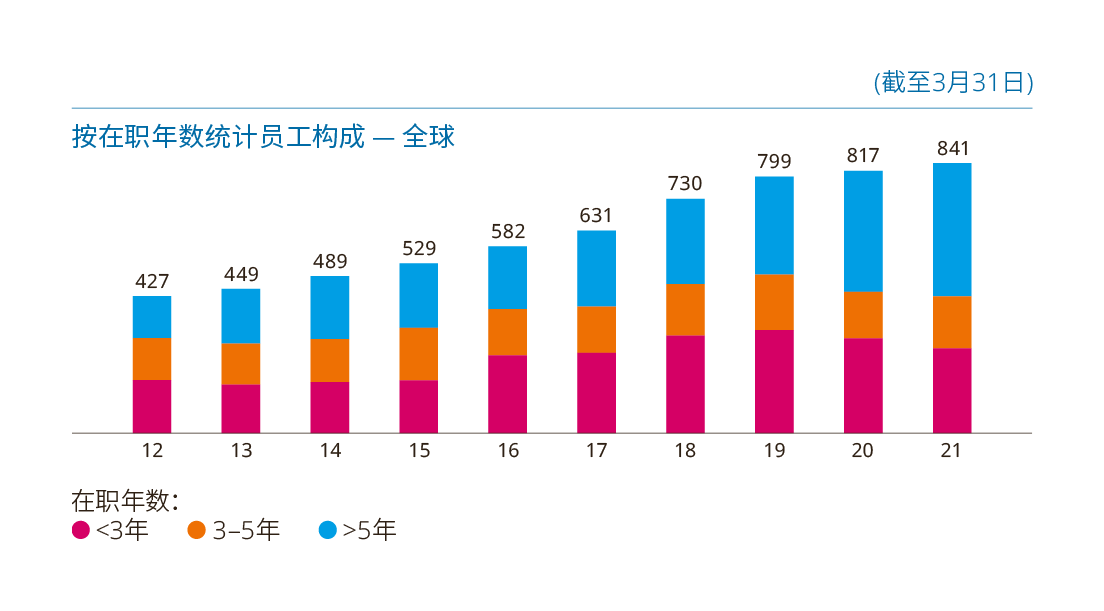 (截至3月31日)
按在职年数统计员工构成 — 全球
427 449 489 529 582 631 730 799 817 841
12 13 14 15 16 17 18 19 20 21
在职年数：
<3年 3–5年 >5年